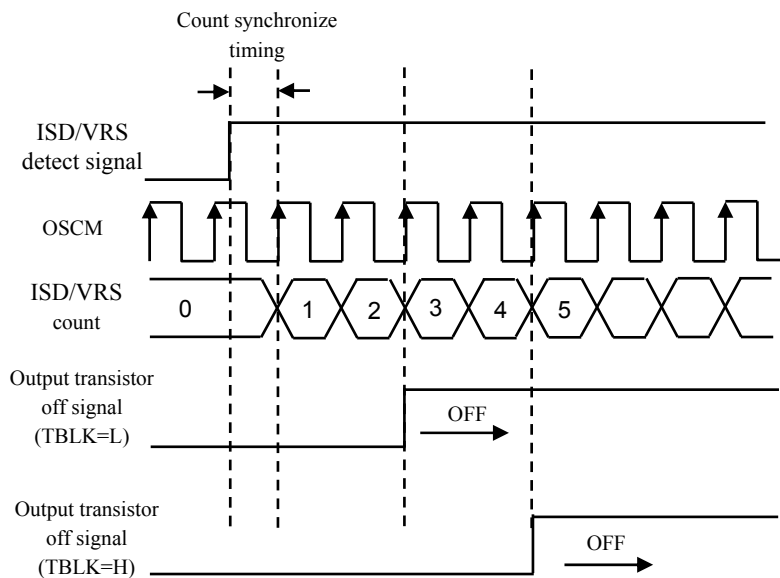 Count synchronize
timing
ISD/VRS
detect signal
OSCM
ISD/VRS
count
0 1 2 3 4 5
Output transistor
off signal
(TBLK=L)
OFF
Output transistor
off signal
(TBLK=H)
OFF